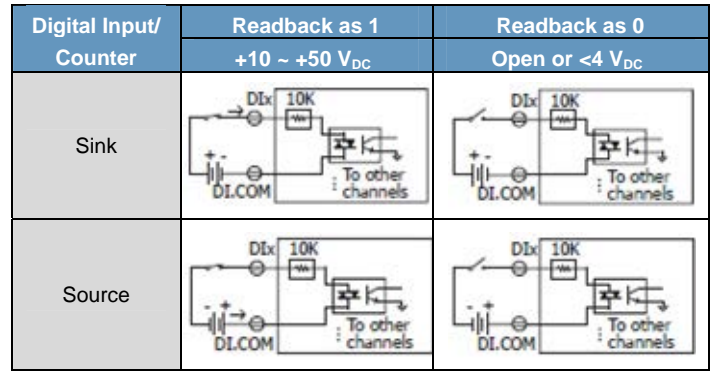 Digital Input/ Counter
Readback as 1
Readback as 0
+10 ~ +50 VDC
Open or <4 VDC
Sink
DIx 10K
+ -
DI.COM
To other
channels
DIx 10K
+ -
DI.COM
To other
channels
Source
DIx 10K
- +
DI.COM
To other
channels
DIx 10K
- +
DI.COM
To other
channels